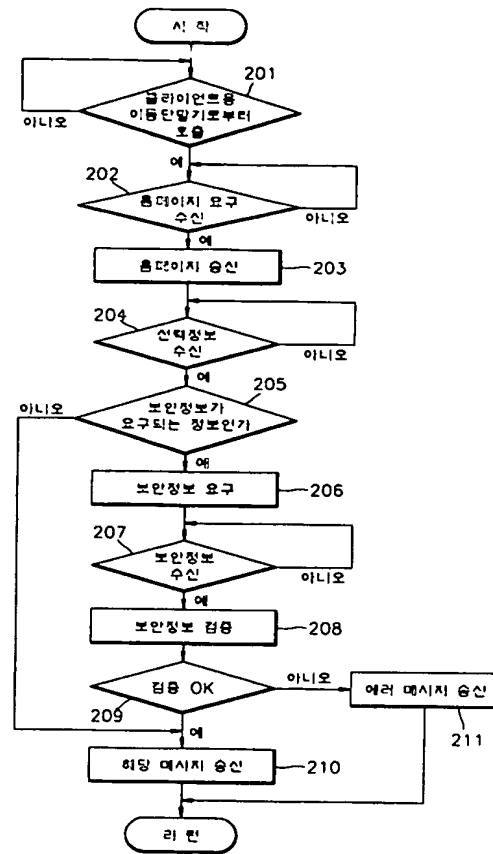 시 작
201
클라이언트용
이동단말기로부터
호출
아니오
예
202
홈페이지 요구
수신
아니오
예
홈페이지 송신
203
204
선택정보
수신
아니오
예
205
아니오
보안정보가
요구되는 정보인가
예
보안정보 요구
206
207
보안정보
수신
아니오
예
보안정보 검증
208
검증 OK
아니오
209
에러 메시지 송신
211
예
해당 메시지 송신
210
리 턴